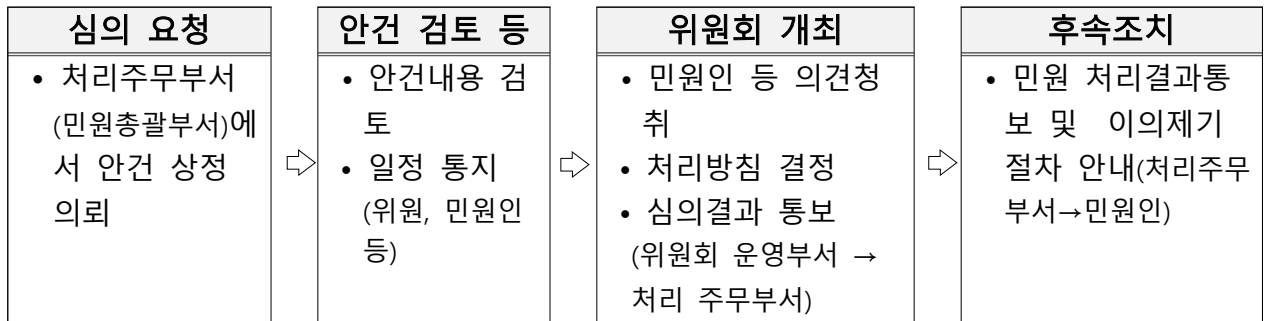 심의 요청
• 처리주무부서
(민원총괄부서)에
서 안건 상정
의뢰
⇨
안건 검토 등
• 안건내용 검
토
• 일정 통지
(위원, 민원인
등)
⇨
위원회 개최
• 민원인 등 의견청
취
• 처리방침 결정
• 심의결과 통보
(위원회 운영부서 →
처리 주무부서)
⇨
후속조치
• 민원 처리결과통
보 및 이의제기
절차 안내(처리주무
부서→민원인)